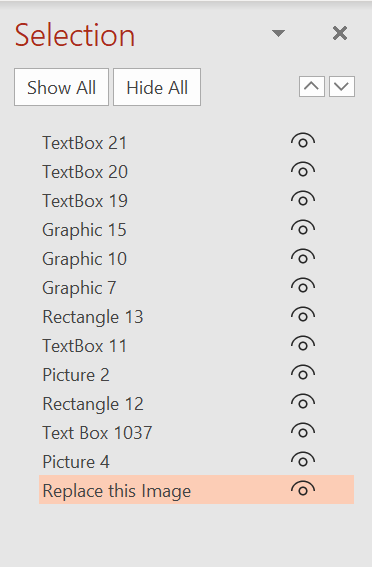 Selection
Show All Hide All
TextBox 21
TextBox 20
TextBox 19
Graphic 15
Graphic 10
Graphic 7
Rectangle 13
TextBox 11
Picture 2
Rectangle 12
Text Box 1037
Picture 4
Replace this Image